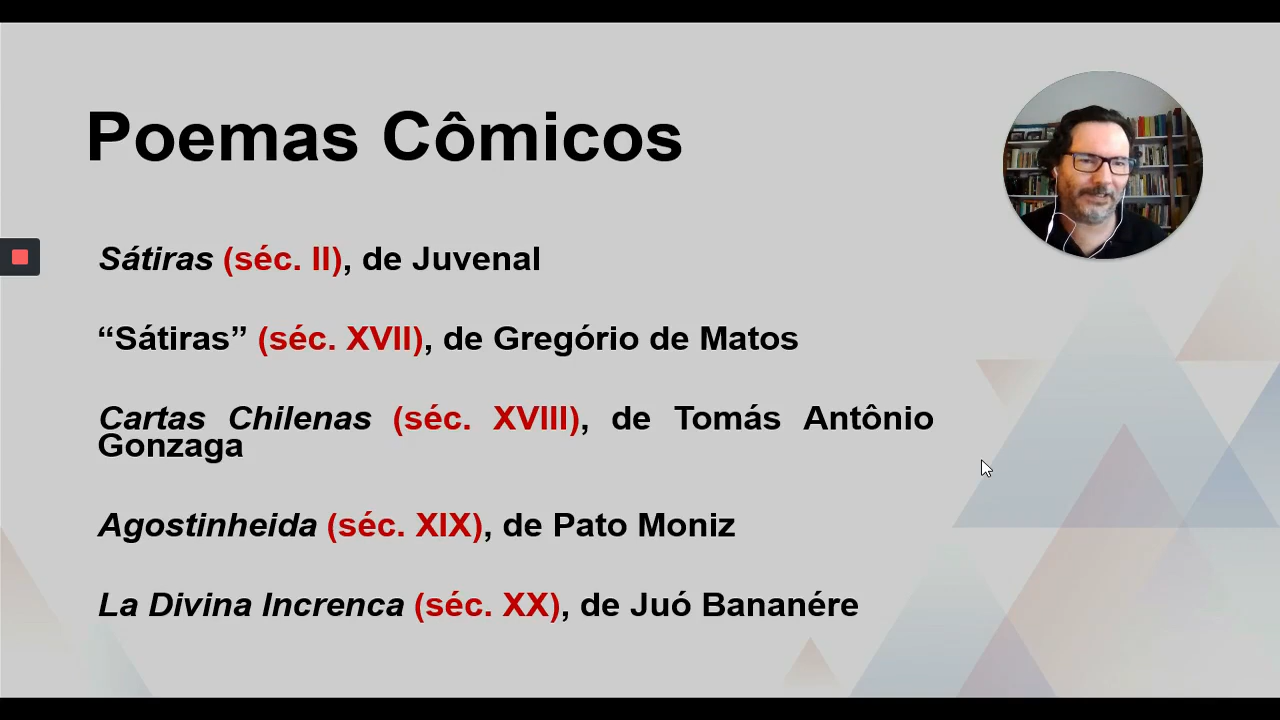 Poemas Cômicos
Sátiras (séc. II), de Juvenal
“Sátiras” (séc. XVII), de Gregório de Matos
Cartas Chilenas (séc. XVIII), de Tomás Antônio
Gonzaga
Agostinheida (séc. XIX), de Pato Moniz
La Divina Increnca (séc. XX), de Juó Bananére